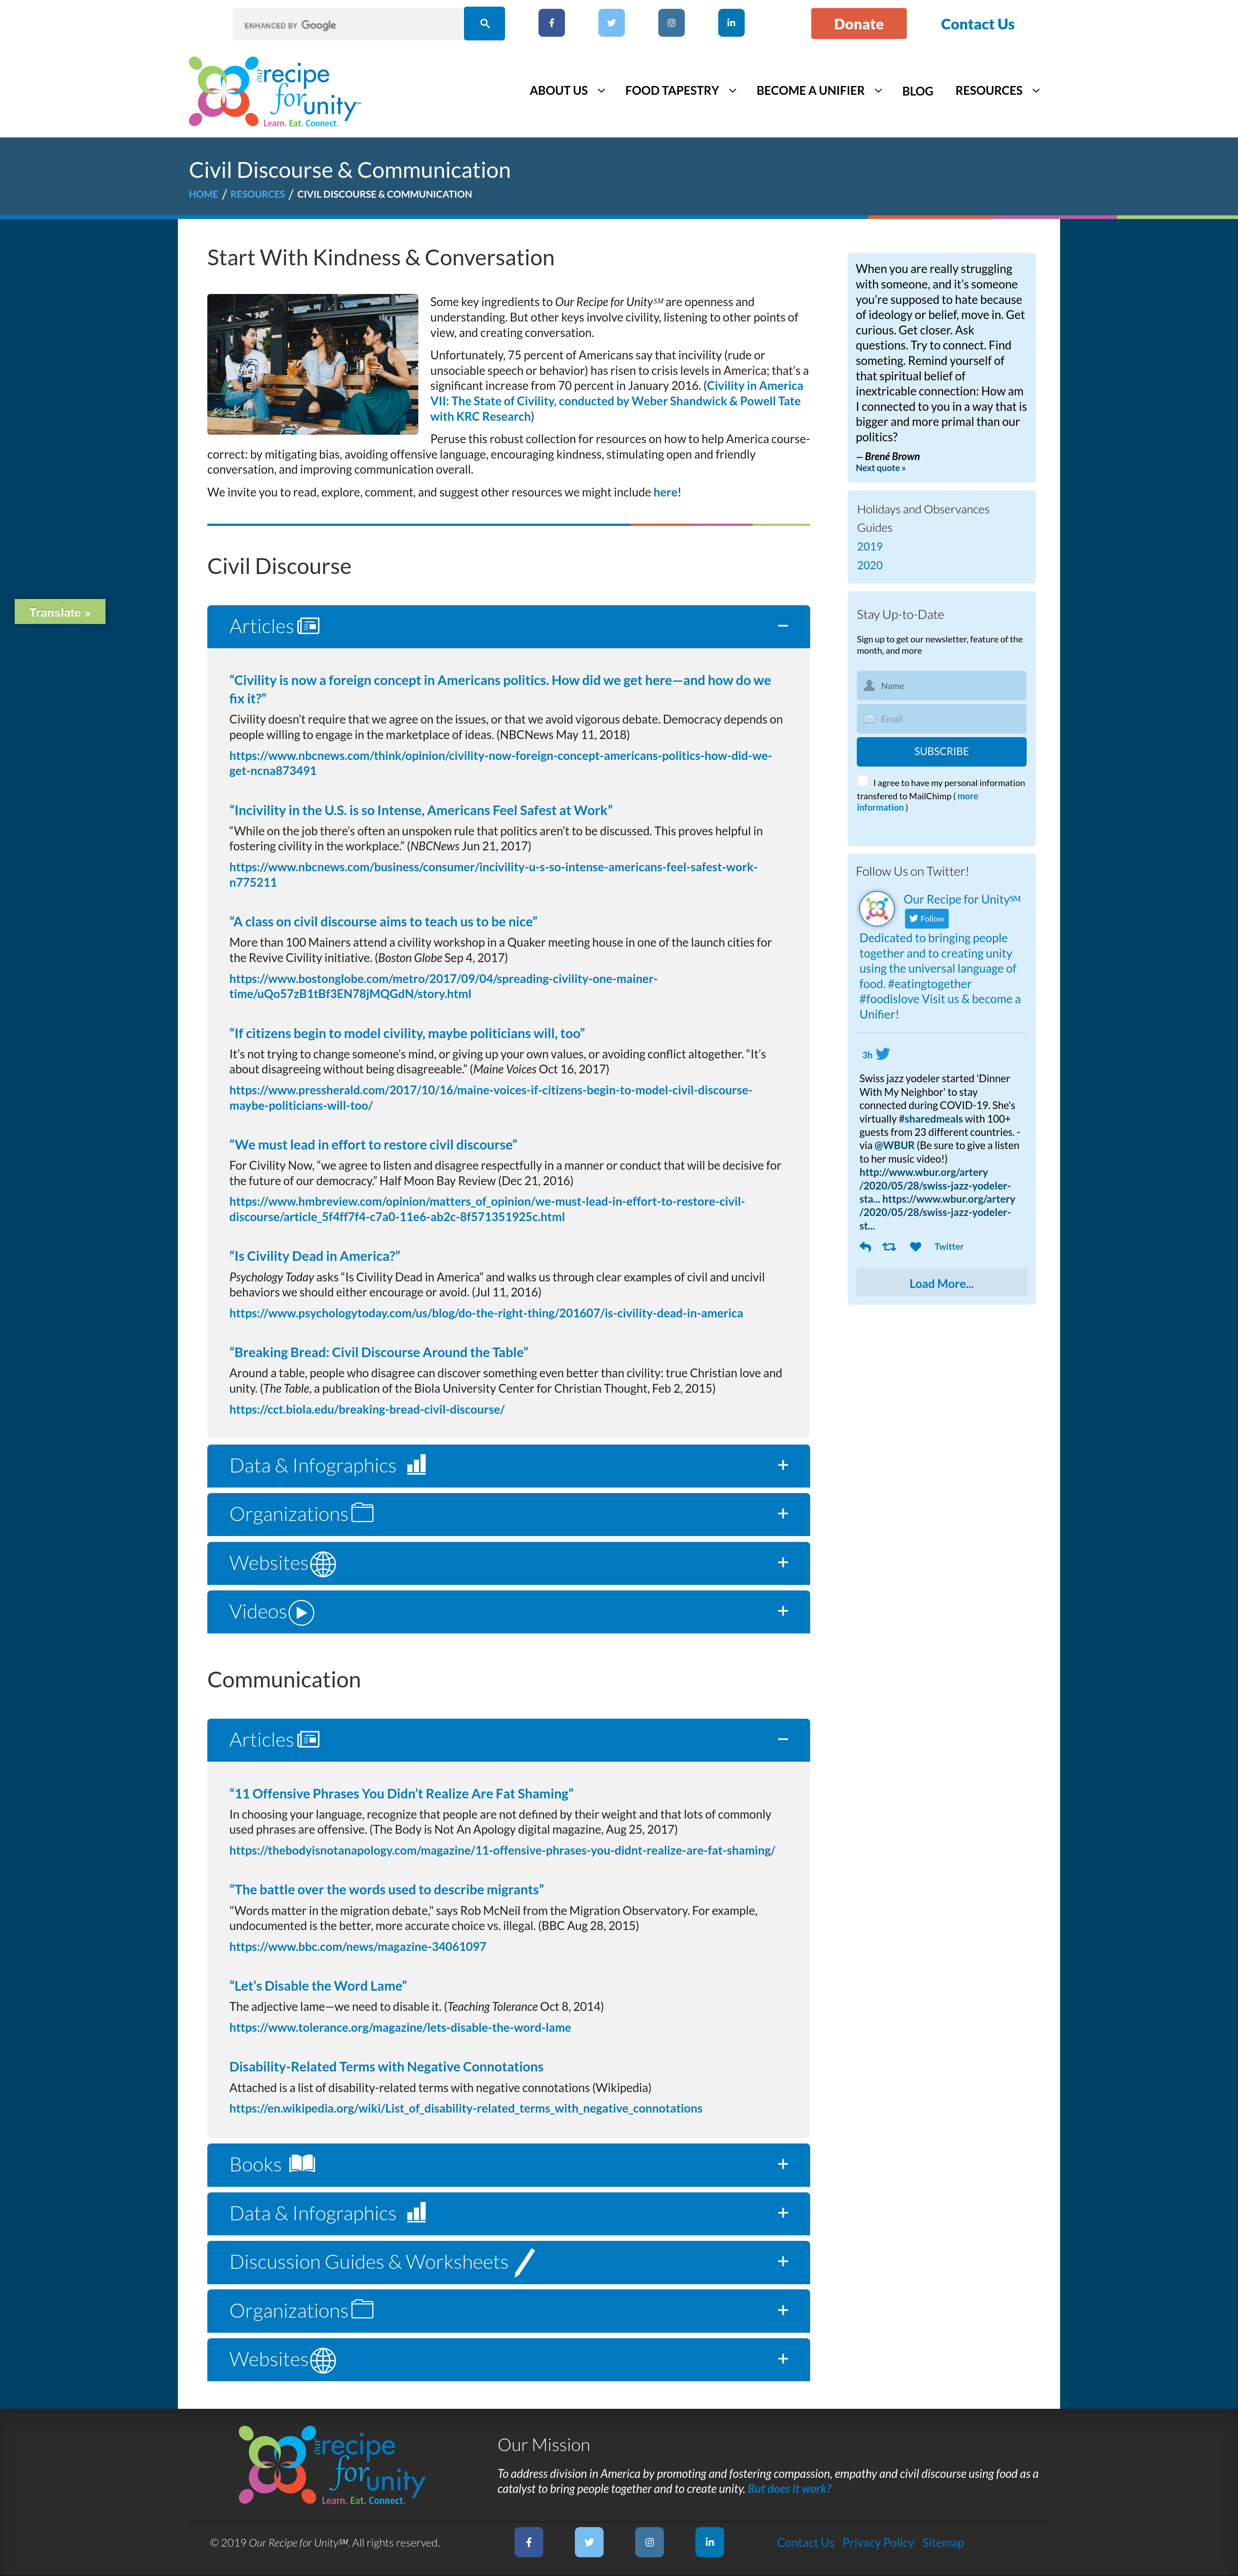 ENHANCED BY Google
Donate
Contact Us
our recipe
for unity
Learn. Eat. Connect.
ABOUT US
FOOD TAPESTRY
BECOME A UNIFIER
BLOG
RESOURCES
Civil Discourse & Communication
HOME / RESOURCES / CIVIL DISCOURSE & COMMUNICATION
Start With Kindness & Conversation
Some key ingredients to Our Recipe for Unity℠ are openness and
understanding. But other keys involve civility, listening to other points of
view, and creating conversation.
Unfortunately, 75 percent of Americans say that incivility (rude or
unsociable speech or behavior) has risen to crisis levels in America; that's a
significant increase from 70 percent in January 2016. (Civility in America
VII: The State of Civility, conducted by Weber Shandwick & Powell Tate
with KRC Research)
Peruse this robust collection for resources on how to help America course-
correct: by mitigating bias, avoiding offensive language, encouraging kindness, stimulating open and friendly
conversation, and improving communication overall.
We invite you to read, explore, comment, and suggest other resources we might include here!
Civil Discourse
Translate »
Articles
“Civility is now a foreign concept in Americans politics. How did we get here—and how do we
fix it?”
Civility doesn't require that we agree on the issues, or that we avoid vigorous debate. Democracy depends on
people willing to engage in the marketplace of ideas. (NBCNews May 11, 2018)
https://www.nbcnews.com/think/opinion/civility-now-foreign-concept-americans-politics-how-did-we-
get-ncna873491
“Incivility in the U.S. is so Intense, Americans Feel Safest at Work”
“While on the job there's often an unspoken rule that politics aren't to be discussed. This proves helpful in
fostering civility in the workplace.” (NBCNews Jun 21, 2017)
https://www.nbcnews.com/business/consumer/incivility-u-s-so-intense-americans-feel-safest-work-
n775211
“A class on civil discourse aims to teach us to be nice”
More than 100 Mainers attend a civility workshop in a Quaker meeting house in one of the launch cities for
the Revive Civility initiative. (Boston Globe Sep 4, 2017)
https://www.bostonglobe.com/metro/2017/09/04/spreading-civility-one-mainer-
time/uQo57zB1tBf3EN78jMQGdN/story.html
“If citizens begin to model civility, maybe politicians will, too”
It's not trying to change someone's mind, or giving up your own values, or avoiding conflict altogether. “It's
about disagreeing without being disagreeable.” (Maine Voices Oct 16, 2017)
https://www.pressherald.com/2017/10/16/maine-voices-if-citizens-begin-to-model-civil-discourse-
maybe-politicians-will-too/
“We must lead in effort to restore civil discourse”
For Civility Now, “we agree to listen and disagree respectfully in a manner or conduct that will be decisive for
the future of our democracy.” Half Moon Bay Review (Dec 21, 2016)
https://www.hmbreview.com/opinion/matters_of_opinion/we-must-lead-in-effort-to-restore-civil-
discourse/article_5f4ff7f4-c7a0-11e6-ab2c-8f571351925c.html
“Is Civility Dead in America?”
Psychology Today asks “Is Civility Dead in America” and walks us through clear examples of civil and uncivil
behaviors we should either encourage or avoid. (Jul 11, 2016)
https://www.psychologytoday.com/us/blog/do-the-right-thing/201607/is-civility-dead-in-america
“Breaking Bread: Civil Discourse Around the Table”
Around a table, people who disagree can discover something even better than civility: true Christian love and
unity. (The Table, a publication of the Biola University Center for Christian Thought, Feb 2, 2015)
https://cct.biola.edu/breaking-bread-civil-discourse/
Data & Infographics
Organizations
Websites
Videos
Communication
Articles
“11 Offensive Phrases You Didn't Realize Are Fat Shaming”
In choosing your language, recognize that people are not defined by their weight and that lots of commonly
used phrases are offensive. (The Body is Not An Apology digital magazine, Aug 25, 2017)
https://thebodyisnotanapology.com/magazine/11-offensive-phrases-you-didnt-realize-are-fat-shaming/
“The battle over the words used to describe migrants”
"Words matter in the migration debate," says Rob McNeil from the Migration Observatory. For example,
undocumented is the better, more accurate choice vs. illegal. (BBC Aug 28, 2015)
https://www.bbc.com/news/magazine-34061097
“Let's Disable the Word Lame”
The adjective lame—we need to disable it. (Teaching Tolerance Oct 8, 2014)
https://www.tolerance.org/magazine/lets-disable-the-word-lame
Disability-Related Terms with Negative Connotations
Attached is a list of disability-related terms with negative connotations (Wikipedia)
https://en.wikipedia.org/wiki/List_of_disability-related_terms_with_negative_connotations
Books
Data & Infographics
Discussion Guides & Worksheets
Organizations
Websites
When you are really struggling
with someone, and it's someone
you're supposed to hate because
of ideology or belief, move in. Get
curious. Get closer. Ask
questions. Try to connect. Find
someting. Remind yourself of
that spiritual belief of
inextricable connection: How am
I connected to you in a way that is
bigger and more primal than our
politics?
— Brené Brown
Next quote »
Holidays and Observances
Guides
2019
2020
Stay Up-to-Date
Sign up to get our newsletter, feature of the
month, and more
Name
Email
SUBSCRIBE
I agree to have my personal information
transfered to MailChimp ( more
information )
Follow Us on Twitter!
Our Recipe for Unity℠
Follow
Dedicated to bringing people
together and to creating unity
using the universal language of
food. #eatingtogether
#foodislove Visit us & become a
Unifier!
3h
Swiss jazz yodeler started 'Dinner
With My Neighbor' to stay
connected during COVID-19. She's
virtually #sharedmeals with 100+
guests from 23 different countries. -
via @WBUR (Be sure to give a listen
to her music video!)
http://www.wbur.org/artery
/2020/05/28/swiss-jazz-yodeler-
sta... https://www.wbur.org/artery
/2020/05/28/swiss-jazz-yodeler-
st...
Twitter
Load More...
our recipe
for unity
Learn. Eat. Connect.
Our Mission
To address division in America by promoting and fostering compassion, empathy and civil discourse using food as a
catalyst to bring people together and to create unity. But does it work?
© 2019 Our Recipe for Unity℠. All rights reserved.
Contact Us
Privacy Policy
Sitemap